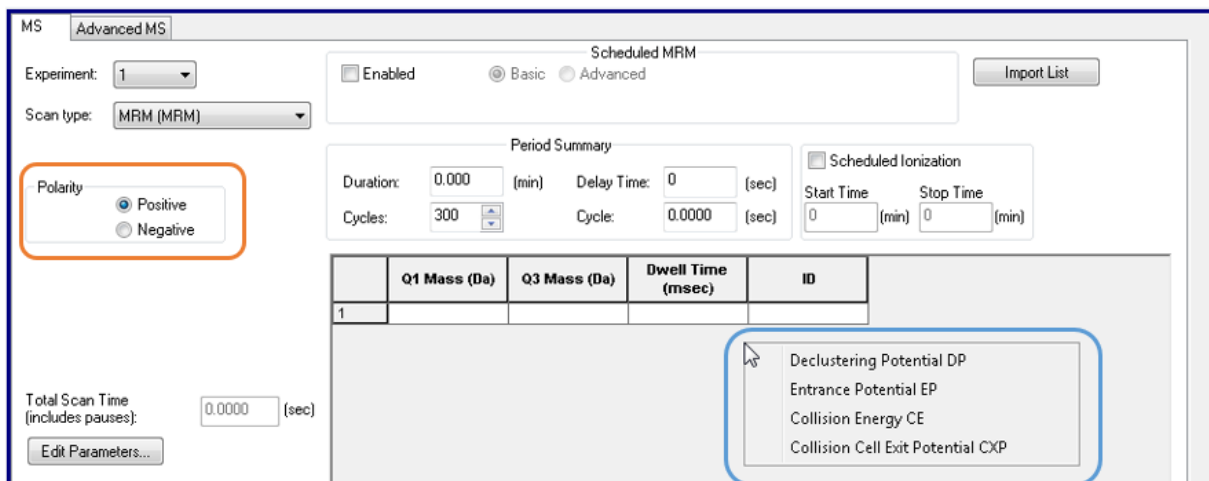 MS Advanced MS
Scheduled MRM
Experiment: 1 Enabled Basic Advanced Import List
Scan type: MRM (MRM)
Period Summary
Scheduled Ionization
Polarity
Positive
Negative
Duration: 0.000 (min) Delay Time: 0 (sec)
Start Time Stop Time
Cycles: 300 Cycle: 0.0000 (sec) 0 (min) 0 (min)
Q1 Mass (Da) Q3 Mass (Da) Dwell Time (msec) ID
1
Declustering Potential DP
Entrance Potential EP
Collision Energy CE
Collision Cell Exit Potential CXP
Total Scan Time
(includes pauses): 0.0000 (sec)
Edit Parameters...